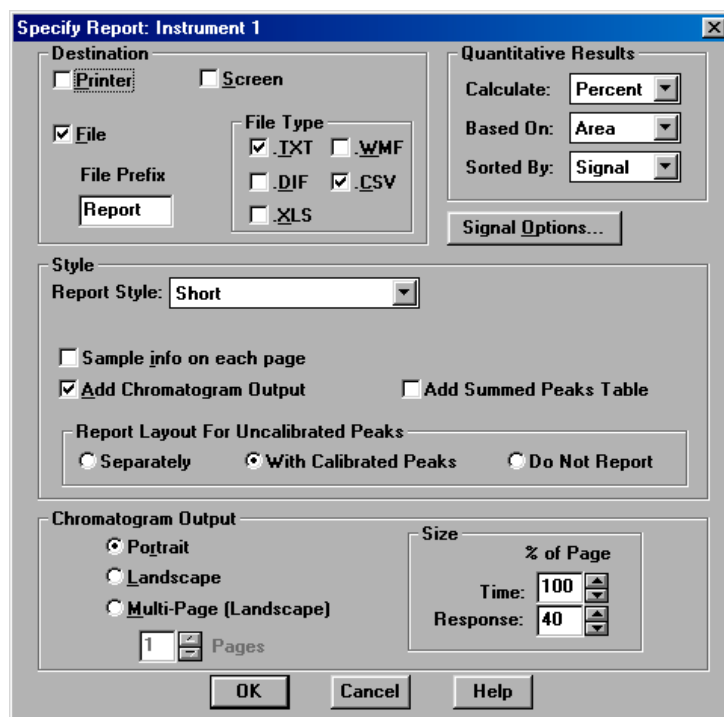 Specify Report: Instrument 1
Destination
Printer
Screen
File
File Prefix
Report
File Type
.TXT .WMF
.DIF .CSV
.XLS
Quantitative Results
Calculate: Percent
Based On: Area
Sorted By: Signal
Signal Options...
Style
Report Style: Short
Sample info on each page
Add Chromatogram Output
Add Summed Peaks Table
Report Layout For Uncalibrated Peaks
Separately With Calibrated Peaks Do Not Report
Chromatogram Output
Portrait
Landscape
Multi-Page (Landscape)
1 Pages
Size
% of Page
Time: 100
Response: 40
OK Cancel Help